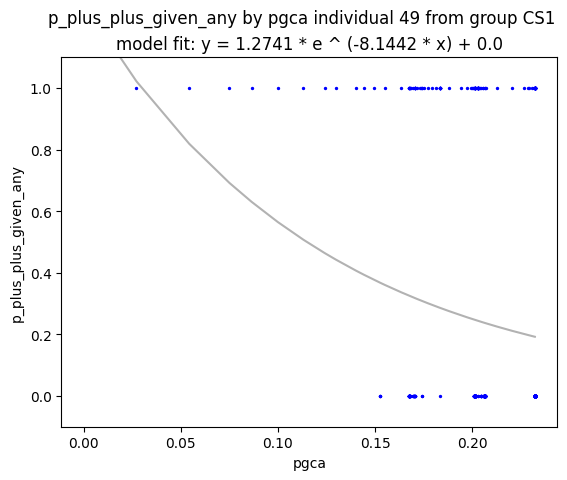 p_plus_plus_given_any by pgca individual 49 from group CS1
model fit: y = 1.2741 * e ^ (-8.1442 * x) + 0.0
1.0
0.8
0.6
0.4
0.2
0.0
p_plus_plus_given_any
0.00 0.05 0.10 0.15 0.20
pgca